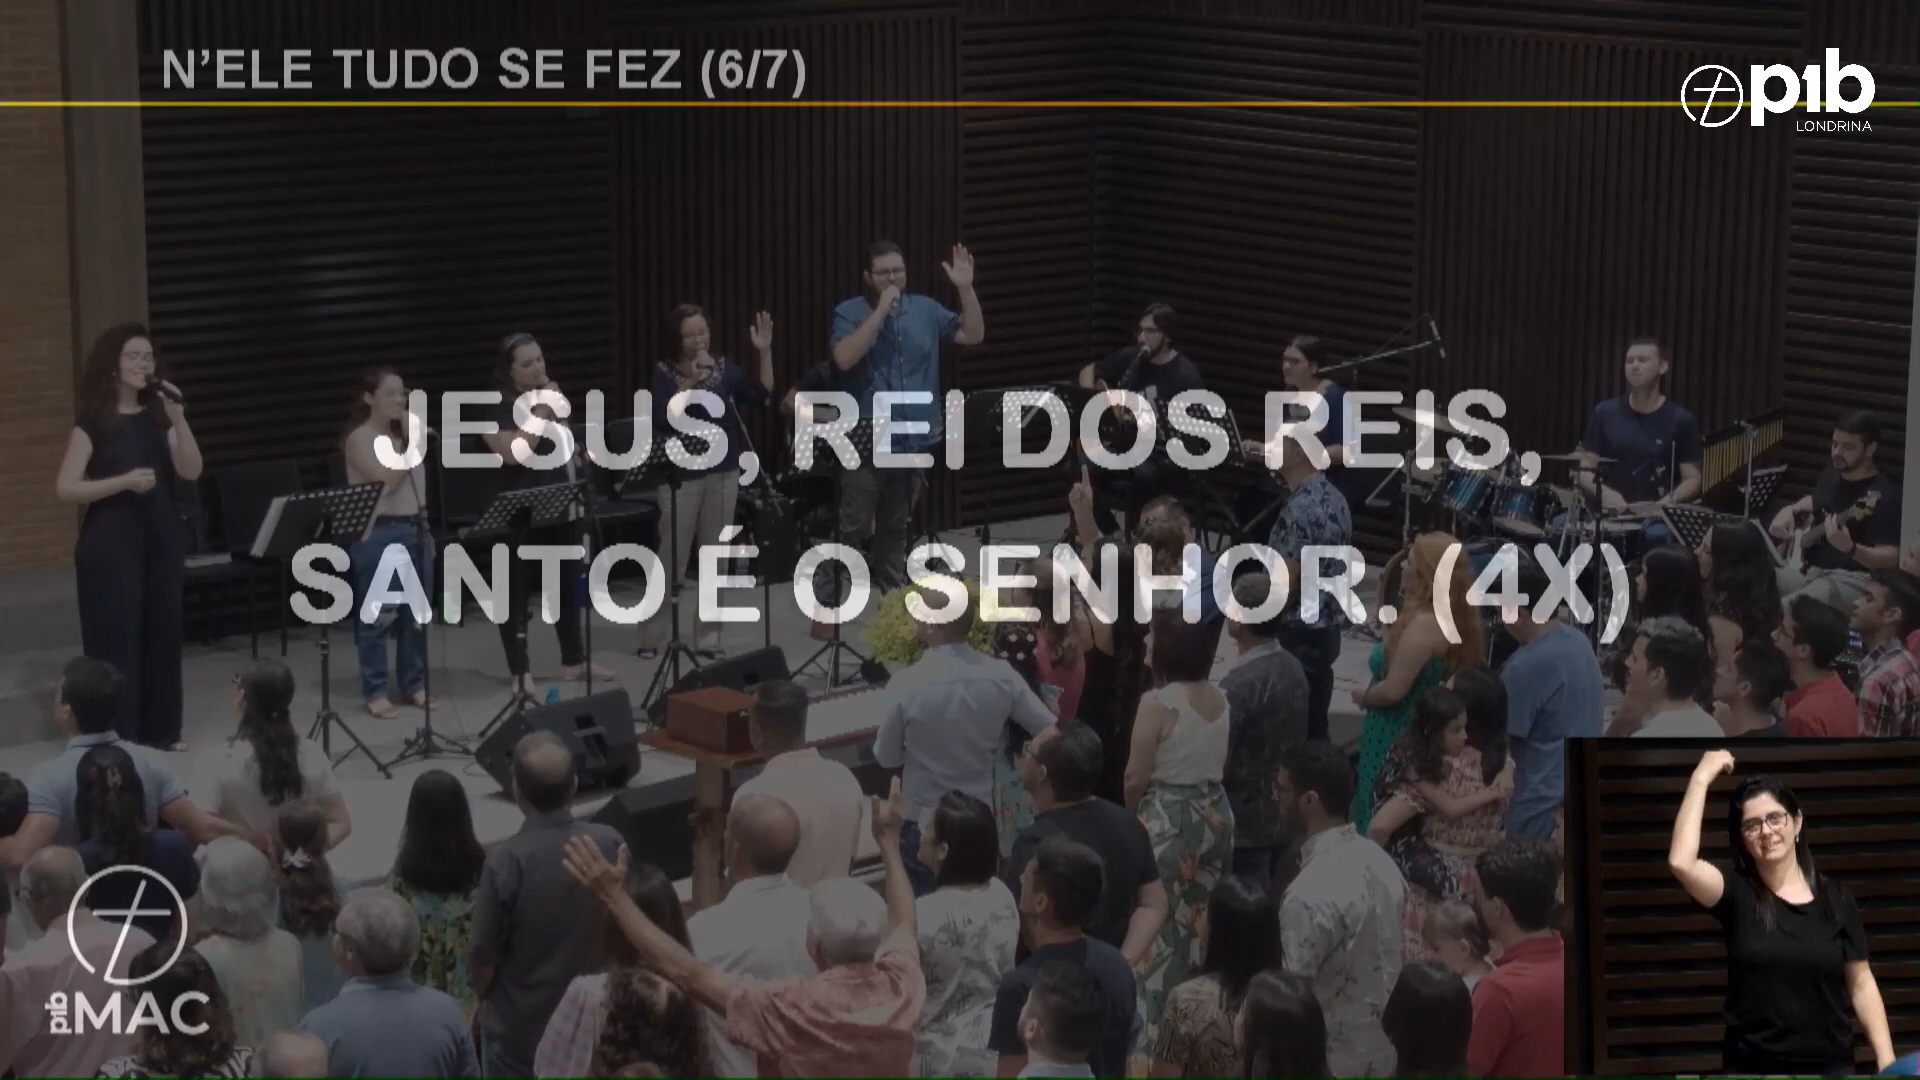 N'ELE TUDO SE FEZ (6/7)
pib
LONDRINA
JESUS, REI DOS REIS,
SANTO É O SENHOR. (4X)
pib MAC